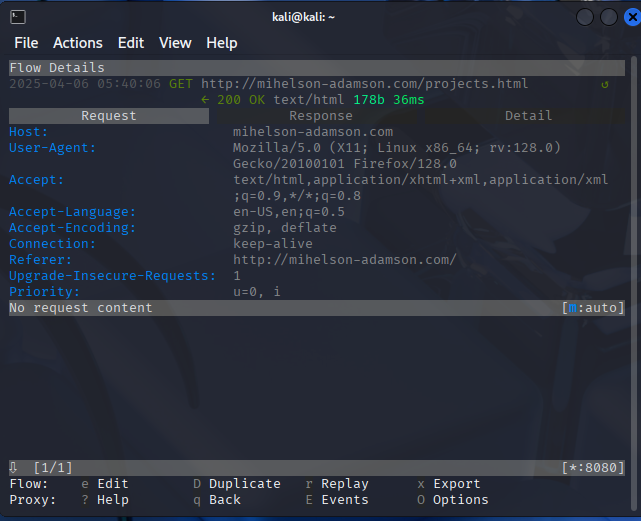 kali@kali: ~
File Actions Edit View Help
Flow Details
2025-04-06 05:40:06 GET http://mihelson-adamson.com/projects.html ↺
← 200 OK text/html 178b 36ms
Request Response Detail
Host: mihelson-adamson.com
User-Agent: Mozilla/5.0 (X11; Linux x86_64; rv:128.0)
Gecko/20100101 Firefox/128.0
Accept: text/html,application/xhtml+xml,application/xml
;q=0.9,*/*;q=0.8
Accept-Language: en-US,en;q=0.5
Accept-Encoding: gzip, deflate
Connection: keep-alive
Referer: http://mihelson-adamson.com/
Upgrade-Insecure-Requests: 1
Priority: u=0, i
No request content [m:auto]
⇩ [1/1] [*:8080]
Flow: e Edit D Duplicate r Replay x Export
Proxy: ? Help q Back E Events O Options